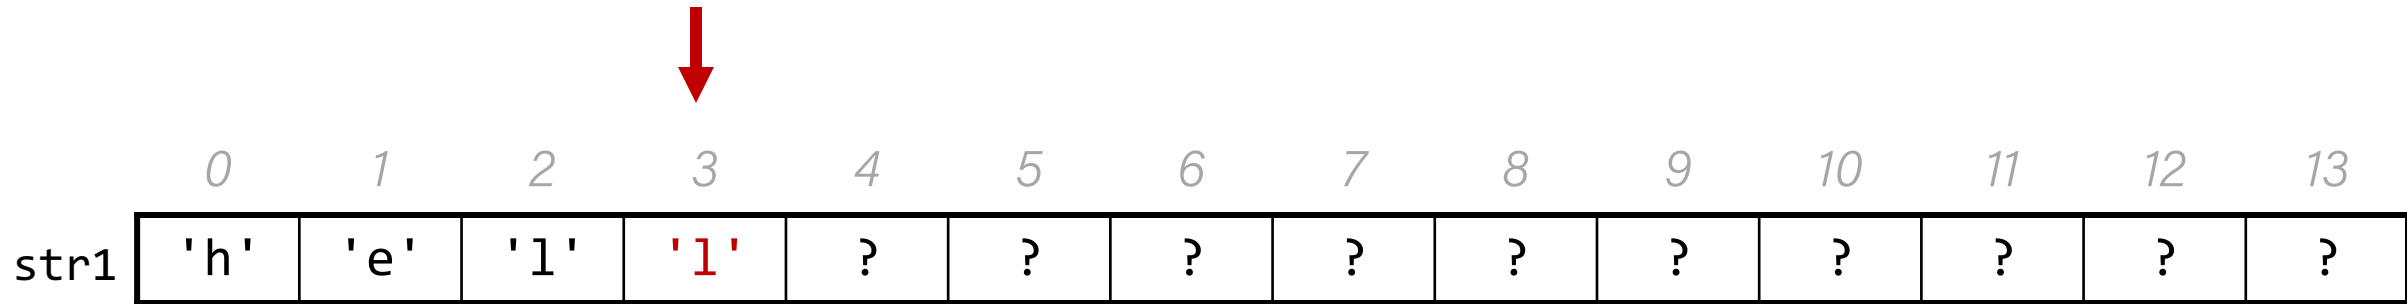 0 1 2 3 4 5 6 7 8 9 10 11 12 13
str1 'h' 'e' 'l' 'l' ? ? ? ? ? ? ? ? ? ?